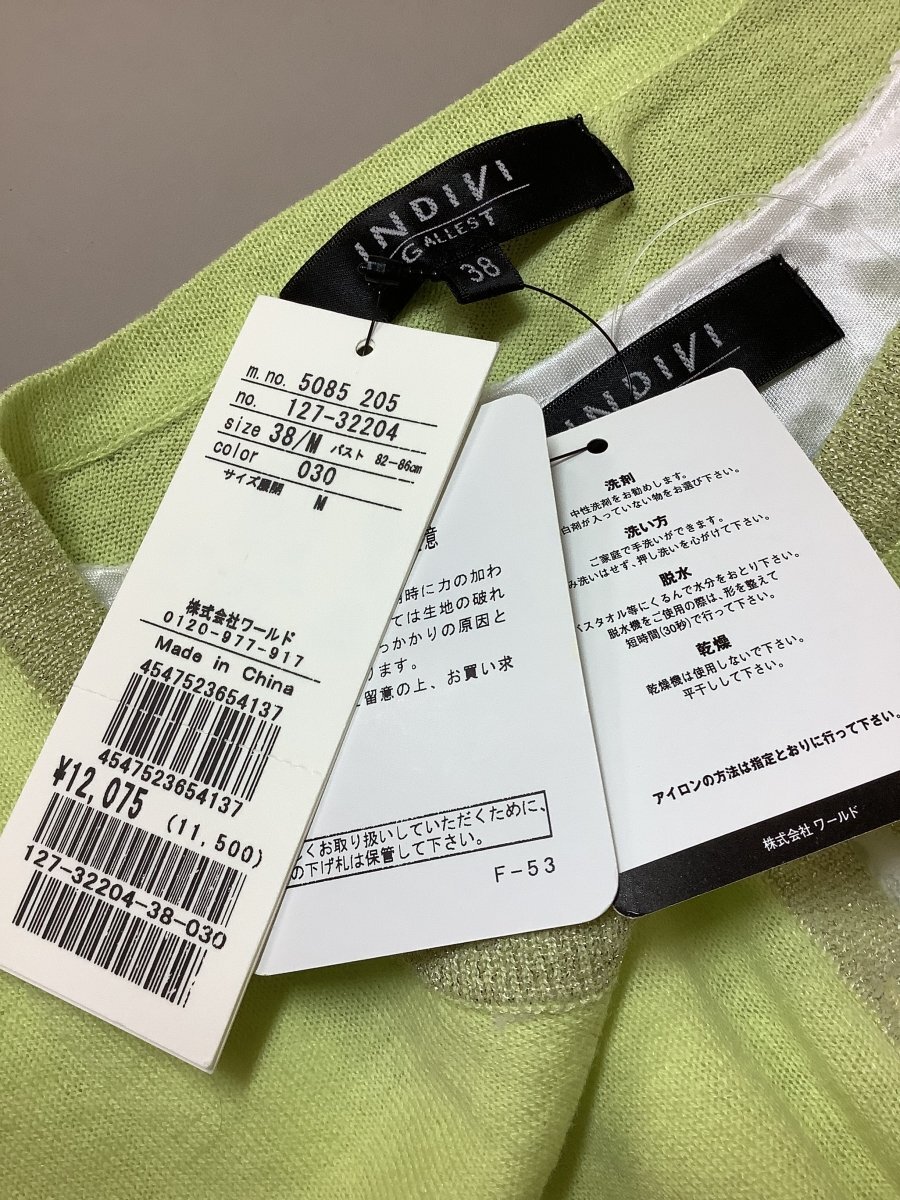 INDIVI
GALLEST
38
INDIVI
m.no. 5085 205
no. 127-32204
size 38/M バスト 82-86cm
color 030
サイズ展開 M
株式会社ワールド
0120-977-917
Made in China
4547523654137
4547523654137
¥12,075
(11,500)
127-32204-38-030
意
時に力の加わ
ては生地の破れ
っかかりの原因と
ります。
留意の上、お買い求
くお取り扱いしていただくために、
の下げ札は保管して下さい。
F-53
洗剤
中性洗剤をお勧めします。
白剤が入っていない物をお選び下さい。
洗い方
ご家庭で手洗いができます。
み洗いはせず、押し洗いを心がけて下さい。
脱水
バスタオル等にくるんで水分をおとり下さい。
脱水機をご使用の際は、形を整えて
短時間(30秒)で行って下さい。
乾燥
乾燥機は使用しないで下さい。
平干しして下さい。
アイロンの方法は指定どおりに行って下さい。
株式会社ワールド